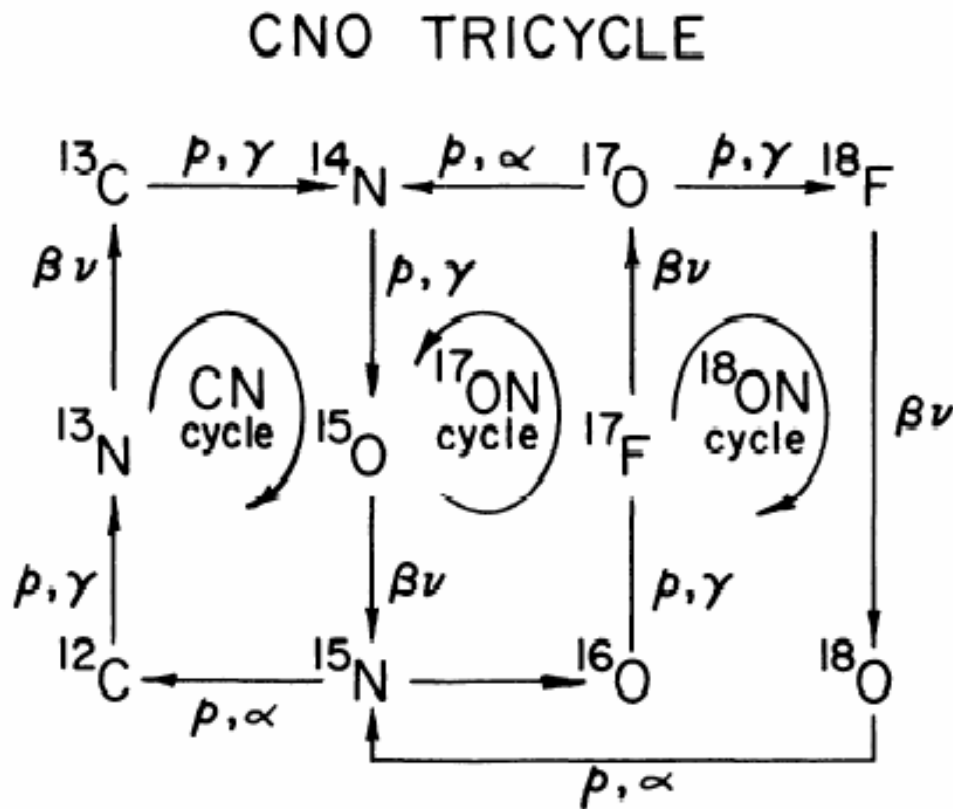 CNO TRICYCLE
¹³C p, γ ¹⁴N p, α ¹⁷O p, γ ¹⁸F
βν p, γ βν
CN cycle ¹⁷ON cycle ¹⁸ON cycle
¹³N ¹⁵O ¹⁷F βν
p, γ βν p, γ
¹²C ¹⁵N ¹⁶O ¹⁸O
p, α
p, α